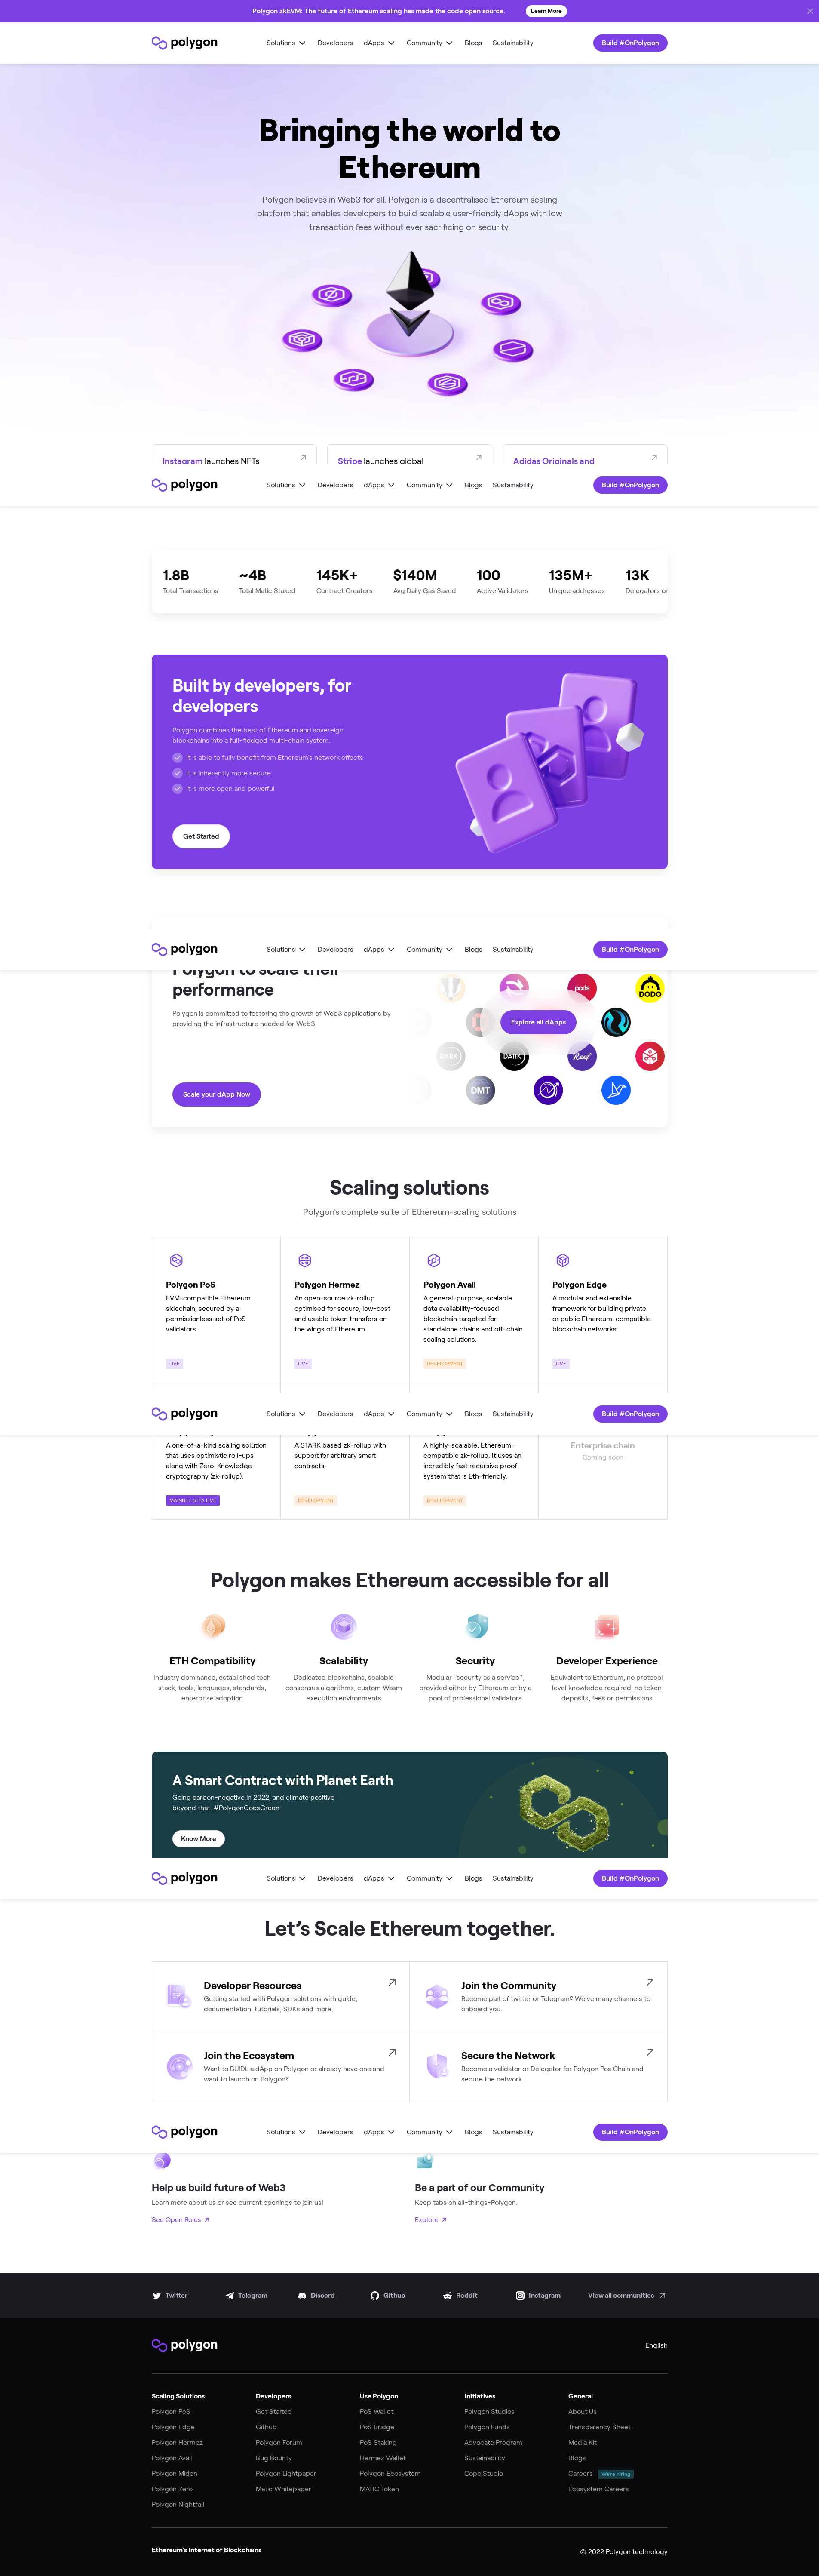 Polygon zkEVM: The future of Ethereum scaling has made the code open source. Learn More
polygon Solutions Developers dApps Community Blogs Sustainability Build #OnPolygon
Bringing the world to
Ethereum
Polygon believes in Web3 for all. Polygon is a decentralised Ethereum scaling
platform that enables developers to build scalable user-friendly dApps with low
transaction fees without ever sacrificing on security.
Instagram launches NFTs
Stripe launches global
Adidas Originals and
polygon Solutions Developers dApps Community Blogs Sustainability Build #OnPolygon
1.8B ~4B 145K+ $140M 100 135M+ 13K
Total Transactions Total Matic Staked Contract Creators Avg Daily Gas Saved Active Validators Unique addresses Delegators or
Built by developers, for
developers
Polygon combines the best of Ethereum and sovereign
blockchains into a full-fledged multi-chain system.
It is able to fully benefit from Ethereum's network effects
It is inherently more secure
It is more open and powerful
Get Started
polygon Solutions Developers dApps Community Blogs Sustainability Build #OnPolygon
Polygon to scale their
performance
Polygon is committed to fostering the growth of Web3 applications by
providing the infrastructure needed for Web3.
Scale your dApp Now
pods
DODO
Explore all dApps
DARK
DARK
Reef
DMT
Scaling solutions
Polygon's complete suite of Ethereum-scaling solutions
Polygon PoS
EVM-compatible Ethereum
sidechain, secured by a
permissionless set of PoS
validators.
LIVE
Polygon Hermez
An open-source zk-rollup
optimised for secure, low-cost
and usable token transfers on
the wings of Ethereum.
LIVE
Polygon Avail
A general-purpose, scalable
data availability-focused
blockchain targeted for
standalone chains and off-chain
scaling solutions.
DEVELOPMENT
Polygon Edge
A modular and extensible
framework for building private
or public Ethereum-compatible
blockchain networks.
LIVE
polygon Solutions Developers dApps Community Blogs Sustainability Build #OnPolygon
A one-of-a-kind scaling solution
that uses optimistic roll-ups
along with Zero-Knowledge
cryptography (zk-rollup).
MAINNET BETA LIVE
A STARK based zk-rollup with
support for arbitrary smart
contracts.
DEVELOPMENT
A highly-scalable, Ethereum-
compatible zk-rollup. It uses an
incredibly fast recursive proof
system that is Eth-friendly.
DEVELOPMENT
Enterprise chain
Coming soon
Polygon makes Ethereum accessible for all
ETH Compatibility
Industry dominance, established tech
stack, tools, languages, standards,
enterprise adoption
Scalability
Dedicated blockchains, scalable
consensus algorithms, custom Wasm
execution environments
Security
Modular "security as a service",
provided either by Ethereum or by a
pool of professional validators
Developer Experience
Equivalent to Ethereum, no protocol
level knowledge required, no token
deposits, fees or permissions
A Smart Contract with Planet Earth
Going carbon-negative in 2022, and climate positive
beyond that. #PolygonGoesGreen
Know More
polygon Solutions Developers dApps Community Blogs Sustainability Build #OnPolygon
Let's Scale Ethereum together.
Developer Resources
Getting started with Polygon solutions with guide,
documentation, tutorials, SDKs and more.
Join the Community
Become part of twitter or Telegram? We've many channels to
onboard you.
Join the Ecosystem
Want to BUIDL a dApp on Polygon or already have one and
want to launch on Polygon?
Secure the Network
Become a validator or Delegator for Polygon Pos Chain and
secure the network
polygon Solutions Developers dApps Community Blogs Sustainability Build #OnPolygon
Help us build future of Web3
Learn more about us or see current openings to join us!
See Open Roles
Be a part of our Community
Keep tabs on all-things-Polygon.
Explore
Twitter Telegram Discord Github Reddit Instagram View all communities
polygon English
Scaling Solutions
Polygon PoS
Polygon Edge
Polygon Hermez
Polygon Avail
Polygon Miden
Polygon Zero
Polygon Nightfall
Developers
Get Started
Github
Polygon Forum
Bug Bounty
Polygon Lightpaper
Matic Whitepaper
Use Polygon
PoS Wallet
PoS Bridge
PoS Staking
Hermez Wallet
Polygon Ecosystem
MATIC Token
Initiatives
Polygon Studios
Polygon Funds
Advocate Program
Sustainability
Cope.Studio
General
About Us
Transparency Sheet
Media Kit
Blogs
Careers We're hiring
Ecosystem Careers
Ethereum's Internet of Blockchains
© 2022 Polygon technology